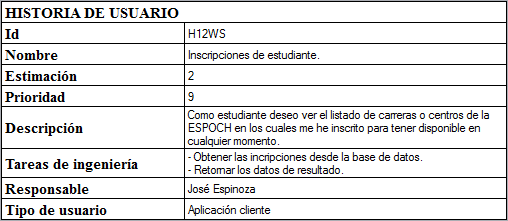 HISTORIA DE USUARIO
Id H12WS
Nombre Inscripciones de estudiante.
Estimación 2
Prioridad 9
Descripción Como estudiante deseo ver el listado de carreras o centros de la
ESPOCH en los cuales me he inscrito para tener disponible en
cualquier momento.
Tareas de ingeniería - Obtener las incripciones desde la base de datos.
- Retornar los datos de resultado.
Responsable José Espinoza
Tipo de usuario Aplicación cliente